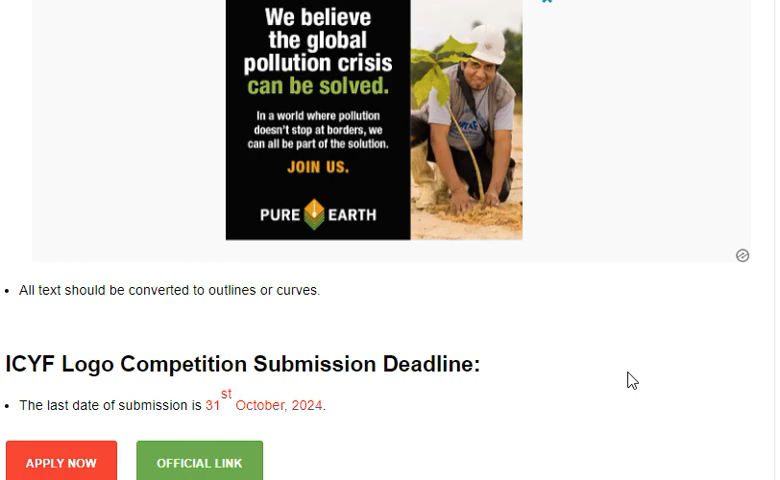 We believe
the global
pollution crisis
can be solved.
In a world where pollution
doesn't stop at borders, we
can all be part of the solution.
JOIN US.
PURE EARTH
• All text should be converted to outlines or curves.
ICYF Logo Competition Submission Deadline:
• The last date of submission is 31st October, 2024.
APPLY NOW
OFFICIAL LINK